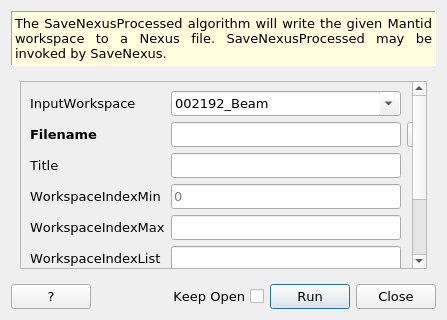 The SaveNexusProcessed algorithm will write the given Mantid
workspace to a Nexus file. SaveNexusProcessed may be
invoked by SaveNexus.
InputWorkspace 002192_Beam
Filename
Title
WorkspaceIndexMin 0
WorkspaceIndexMax
WorkspaceIndexList
? Keep Open Run Close